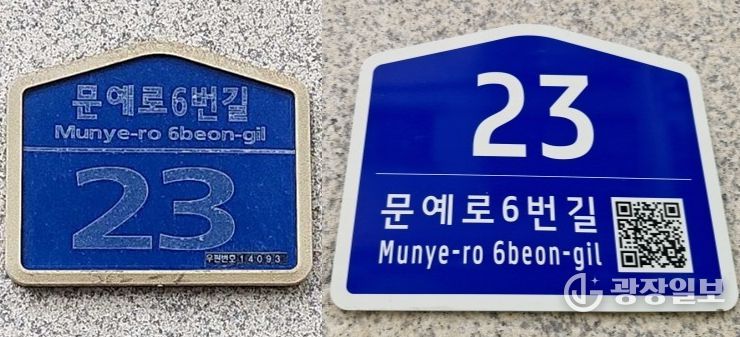 문예로6번길
Munye-ro 6beon-gil
23
우편번호 14093
23
문예로6번길
Munye-ro 6beon-gil
광장일보